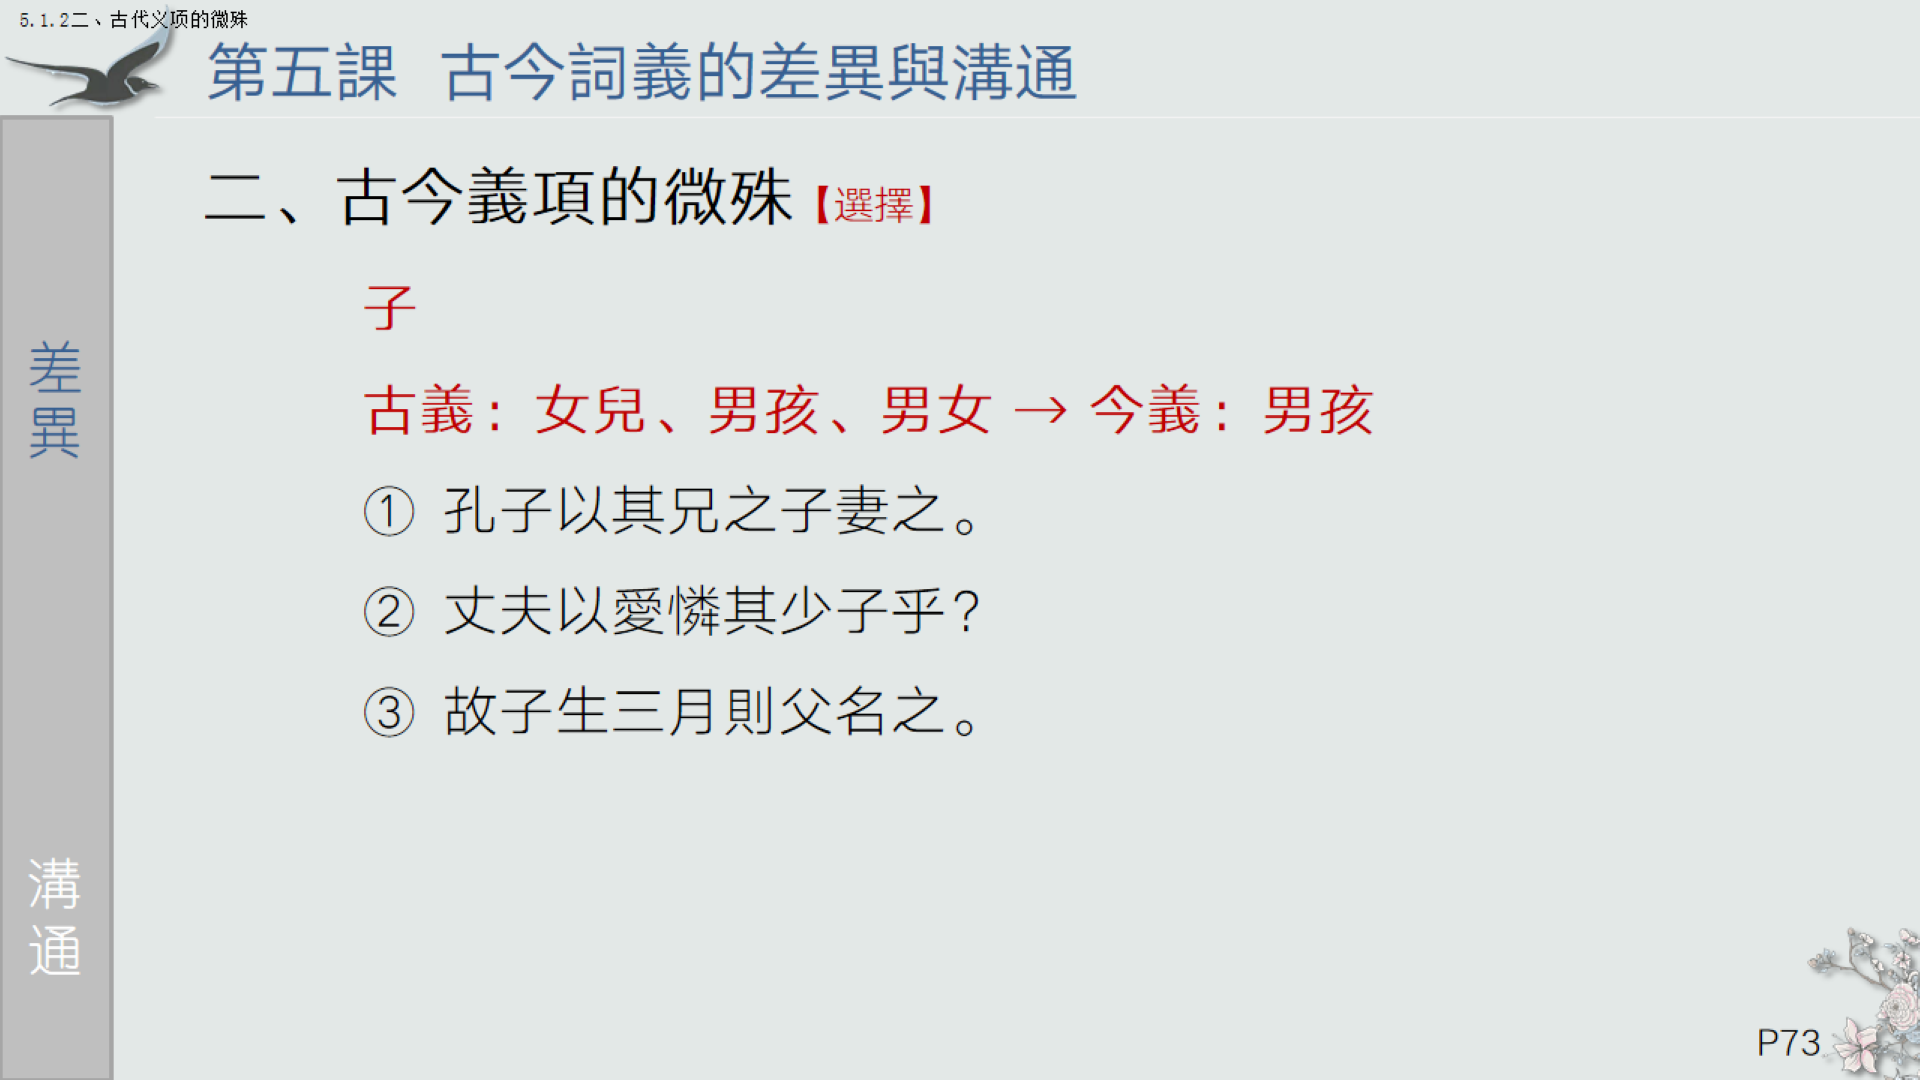 5.1.2二、古代义项的微殊
第五課 古今詞義的差異與溝通
二、古今義項的微殊【選擇】
子
古義：女兒、男孩、男女 → 今義：男孩
① 孔子以其兄之子妻之。
② 丈夫以愛憐其少子乎?
③ 故子生三月則父名之。
差異
溝通
P73